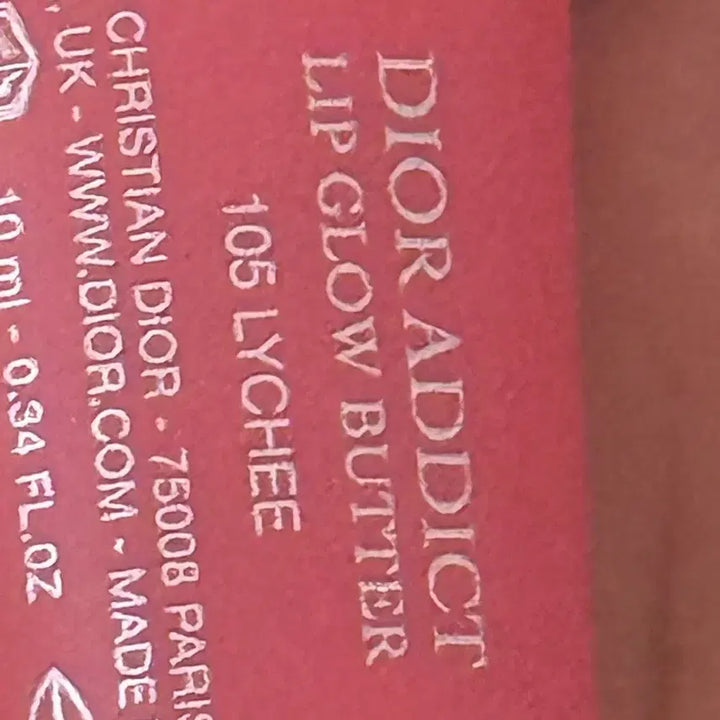 DIOR ADDICT
LIP GLOW BUTTER
105 LYCHEE
CHRISTIAN DIOR · 75008 PARIS
UK - WWW.DIOR.COM - MADE
10 ml - 0.34 FL.OZ